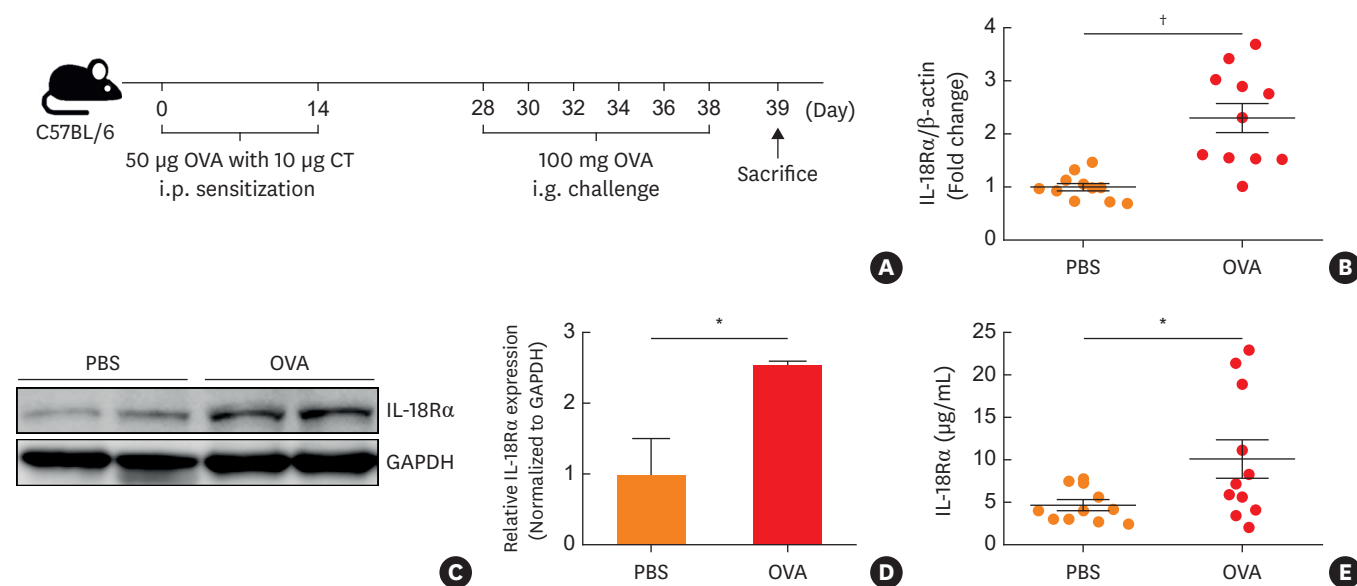 C57BL/6
0
14
28
30
32
34
36
38
39
(Day)
50 µg OVA with 10 µg CT
i.p. sensitization
100 mg OVA
i.g. challenge
Sacrifice
A
IL-18Rα/β-actin
(Fold change)
4
3
2
1
0
†
PBS
OVA
B
PBS
OVA
IL-18Rα
GAPDH
C
Relative IL-18Rα expression
(Normalized to GAPDH)
3
2
1
0
*
PBS
OVA
D
IL-18Rα (µg/mL)
25
20
15
10
5
0
*
PBS
OVA
E